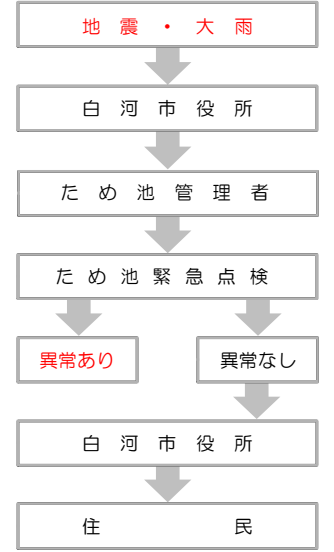 地震・大雨
白河市役所
ため池管理者
ため池緊急点検
異常あり
異常なし
白河市役所
住民